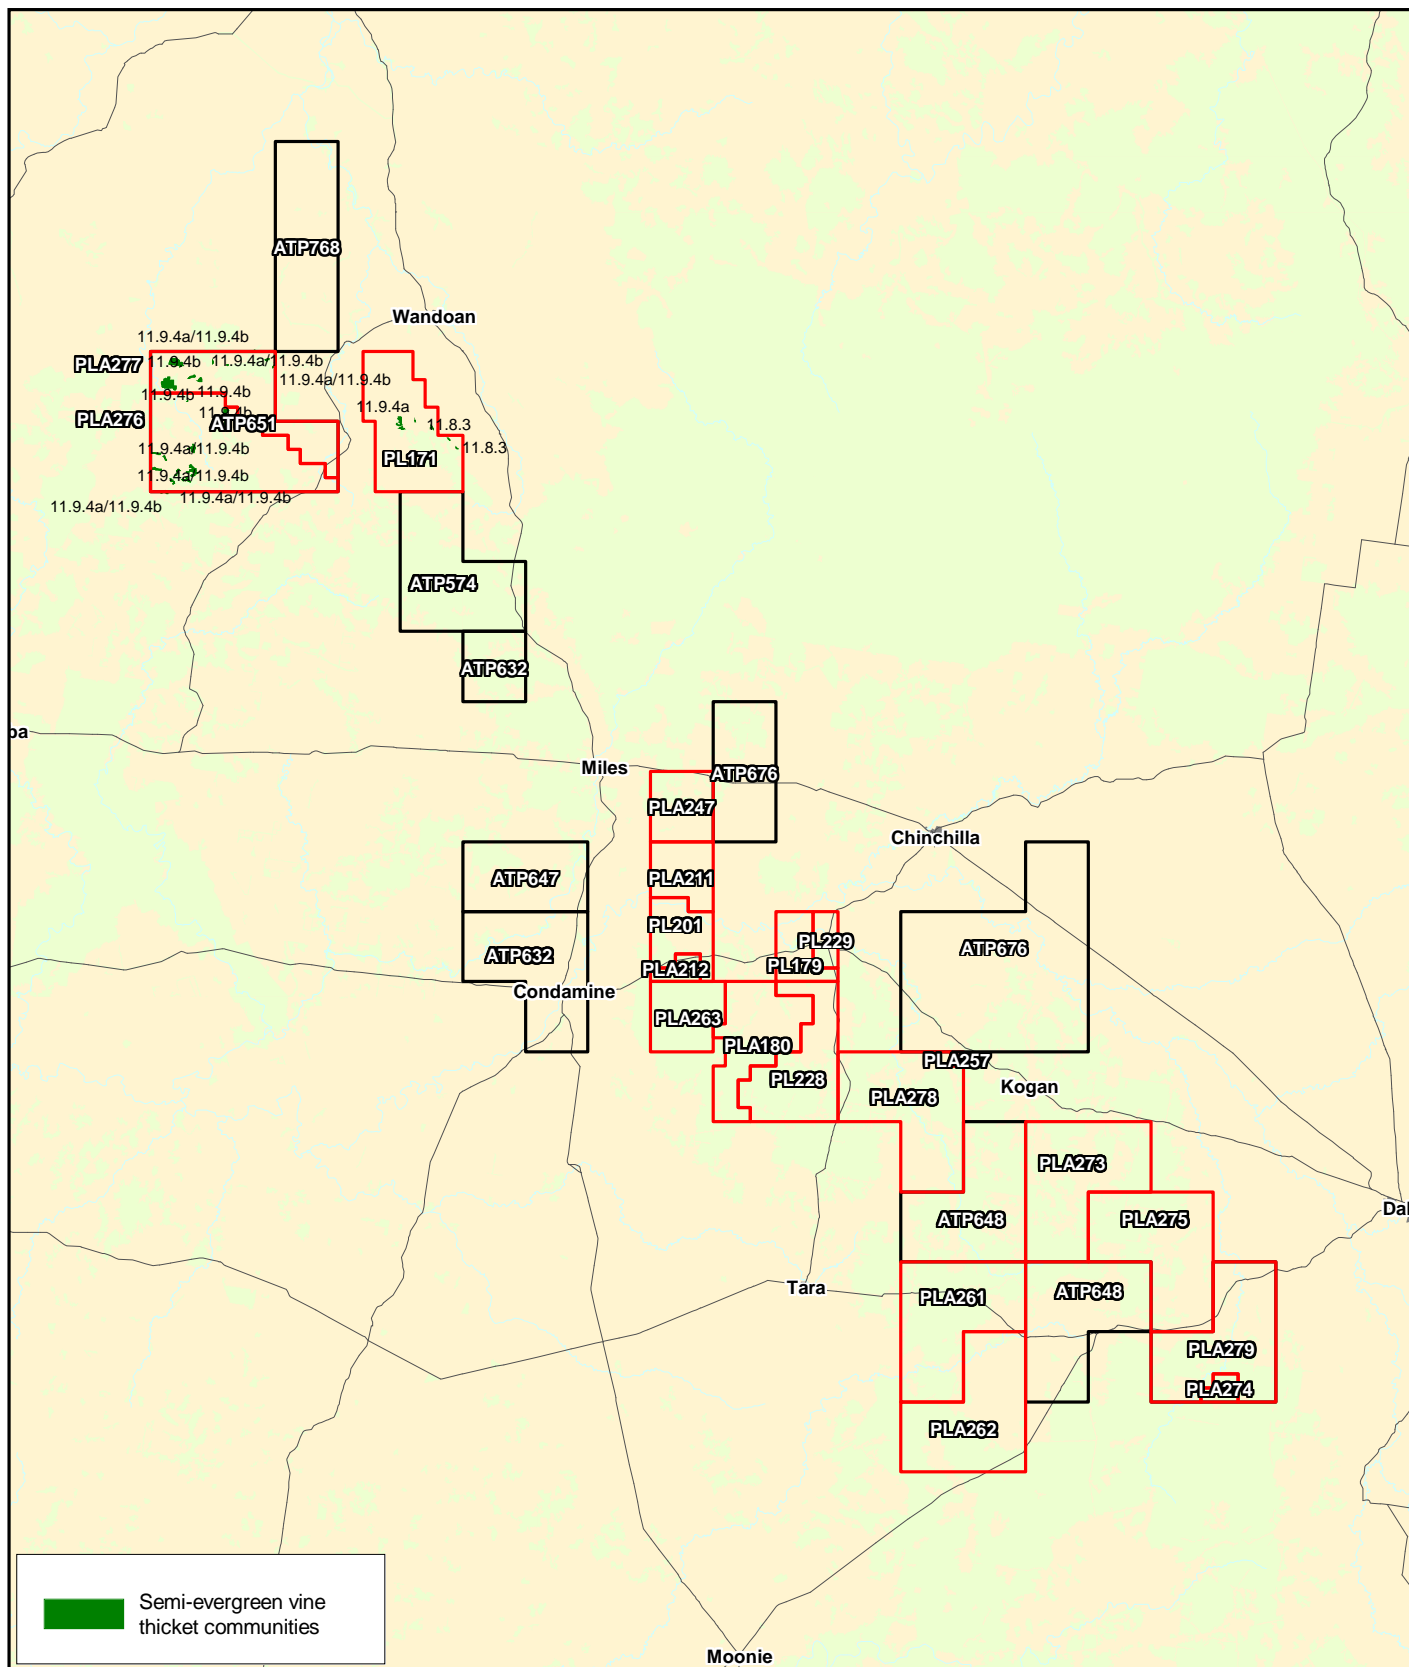 ATP768
Wandoan
11.9.4a/11.9.4b
PLA277
11.9.4b
11.9.4a/11.9.4b
11.9.4a/11.9.4b
11.9.4b
11.9.4b
11.9.4a
PLA276
11.9.4b
ATP651
11.8.3
11.9.4a/11.9.4b
11.8.3
PL171
11.9.4a/11.9.4b
11.9.4a/11.9.4b
11.9.4a/11.9.4b
ATP574
ATP632
ba
Miles
ATP676
PLA247
Chinchilla
ATP647
PLA211
PL201
PL229
ATP676
ATP632
PLA212
PL179
Condamine
PLA263
PLA180
PLA257
PL228
Kogan
PLA278
PLA273
Dal
ATP648
PLA275
Tara
PLA261
ATP648
PLA279
PLA274
PLA262
Semi-evergreen vine
thicket communities
Moonie